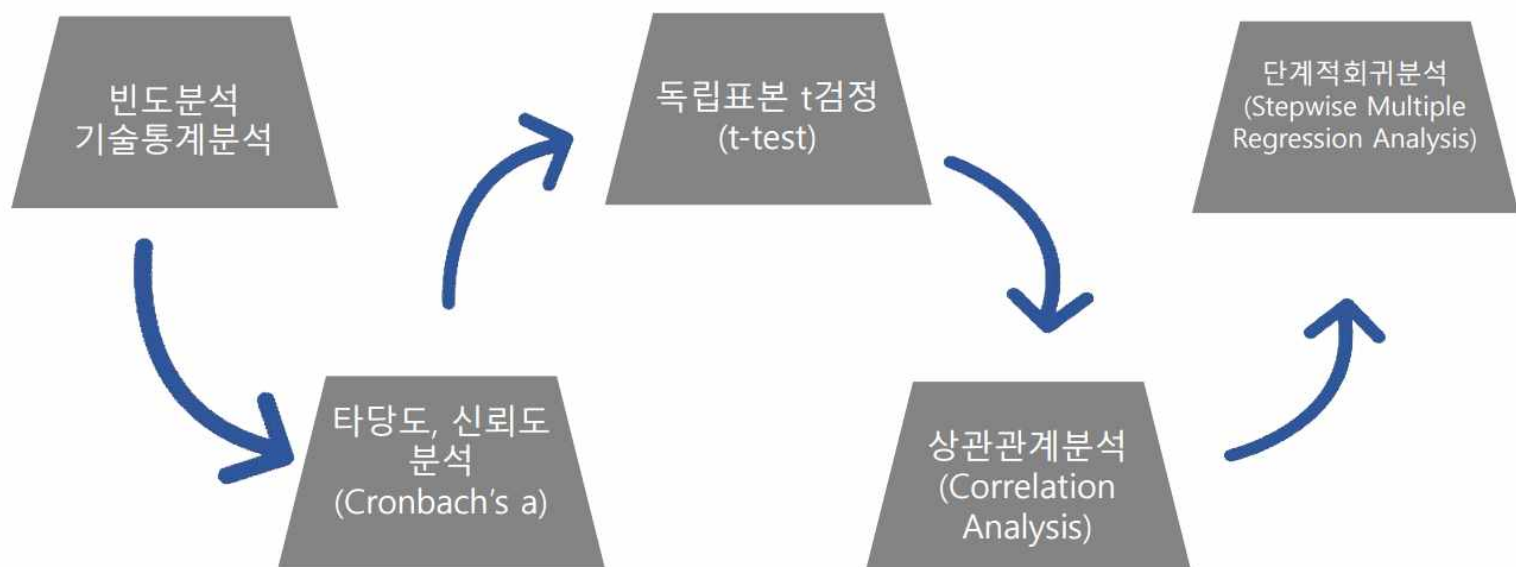 빈도분석
기술통계분석
타당도, 신뢰도
분석
(Cronbach's a)
독립표본 t검정
(t-test)
상관관계분석
(Correlation
Analysis)
단계적회귀분석
(Stepwise Multiple
Regression Analysis)